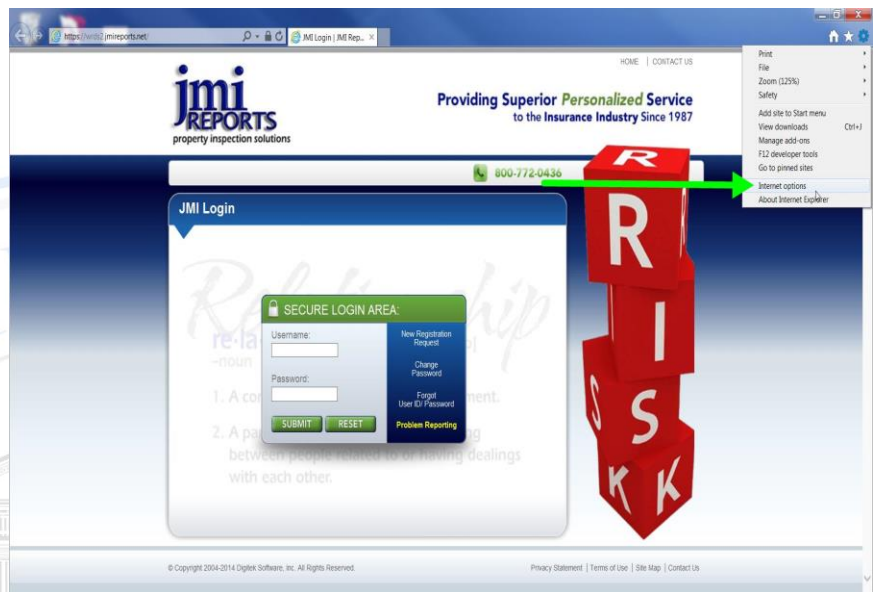 https://wids2.jmireports.net/
JMI Login | JMI Rep...
HOME | CONTACT US
jmi
REPORTS
property inspection solutions
Providing Superior Personalized Service
to the Insurance Industry Since 1987
Print
File
Zoom (125%)
Safety
Add site to Start menu
View downloads Ctrl+J
Manage add-ons
F12 developer tools
Go to pinned sites
Internet options
About Internet Explorer
800-772-0436
JMI Login
Relationship
SECURE LOGIN AREA:
Username:
Password:
SUBMIT RESET
New Registration
Request
Change
Password
Forgot
User ID/ Password
Problem Reporting
re·la
–noun
1. A con ment.
2. A pa ng
between people related to or having dealings
with each other.
R
R
I
S
S
K
K
© Copyright 2004-2014 Digitek Software, Inc. All Rights Reserved.
Privacy Statement | Terms of Use | Site Map | Contact Us